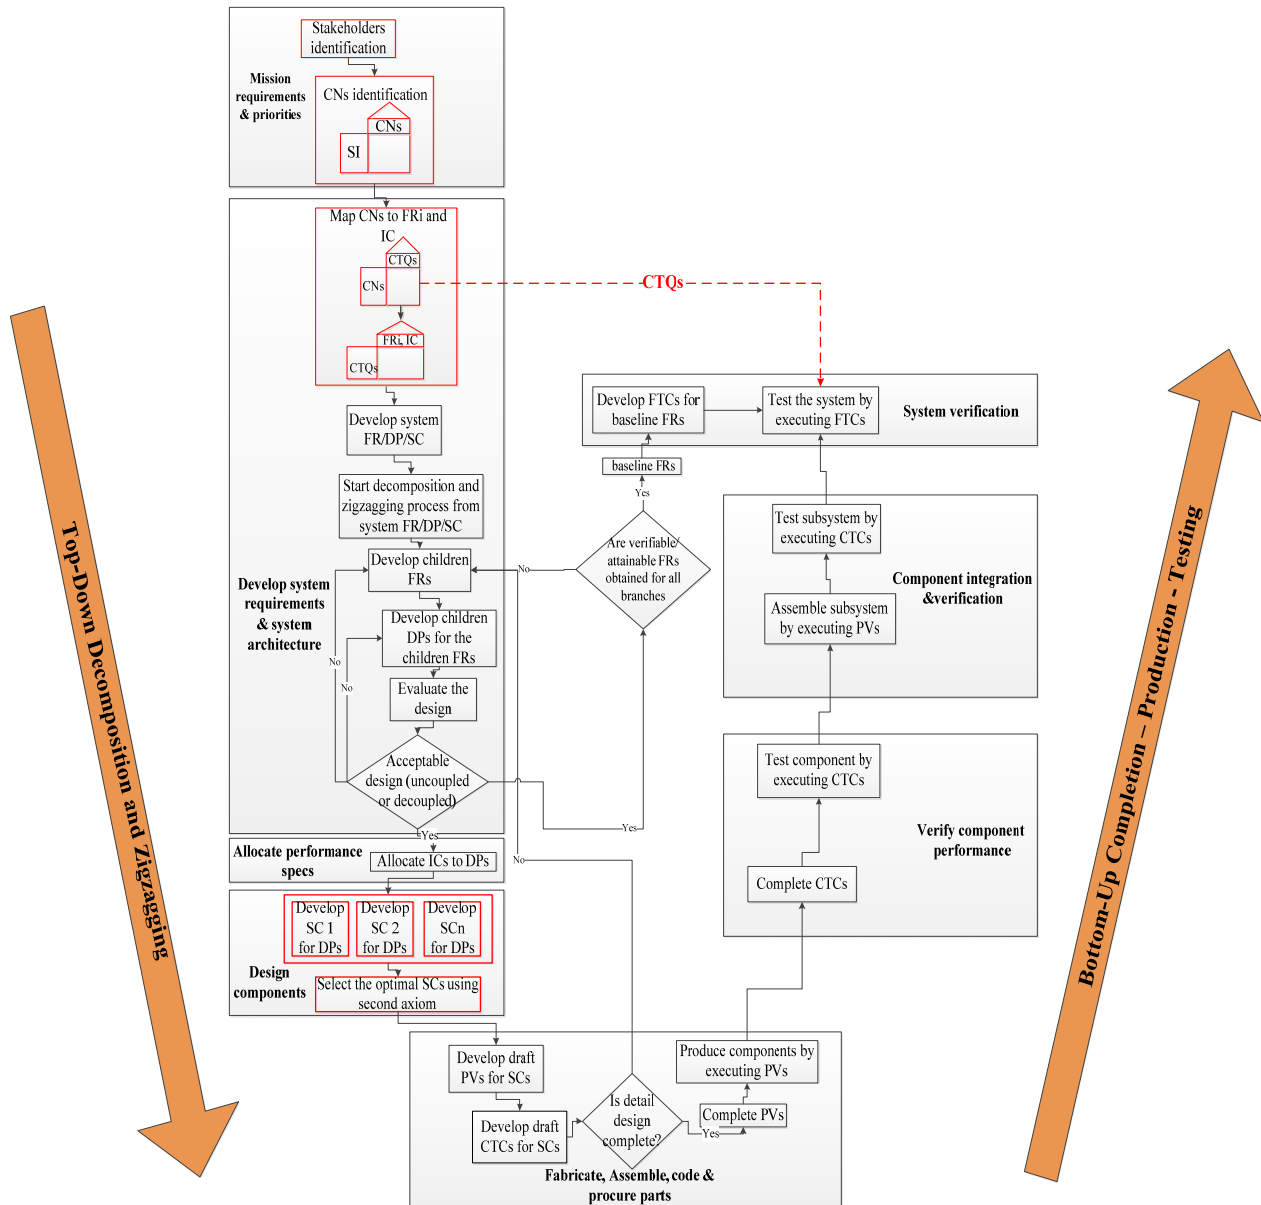 Stakeholders
identification
Mission
requirements
& priorities
CNs identification
CNs
SI
Map CNs to FRi and
IC
CTQs
CNs
FRi, IC
CTQs
CTQs
Develop system
FR/DP/SC
Start decomposition and
zigzagging process from
system FR/DP/SC
Develop children
FRs
Develop system
requirements
& system
architecture
Develop children
DPs for the
children FRs
No
No
Evaluate the
design
Acceptable
design (uncoupled
or decoupled)
Yes
Yes
Allocate performance
specs
Allocate ICs to DPs
No
Develop
SC 1
for DPs
Develop
SC 2
for DPs
Develop
SCn
for DPs
Design
components
Select the optimal SCs using
second axiom
Develop draft
PVs for SCs
Develop draft
CTCs for SCs
Is detail
design
complete?
Yes
Complete PVs
Produce components by
executing PVs
Fabricate, Assemble, code &
procure parts
Complete CTCs
Test component by
executing CTCs
Verify component
performance
Assemble subsystem
by executing PVs
Test subsystem by
executing CTCs
Component integration
&verification
Are verifiable/
attainable FRs
obtained for all
branches
No
Yes
baseline FRs
Develop FTCs for
baseline FRs
Test the system by
executing FTCs
System verification
Top-Down Decomposition and Zigzagging
Bottom-Up Completion – Production - Testing